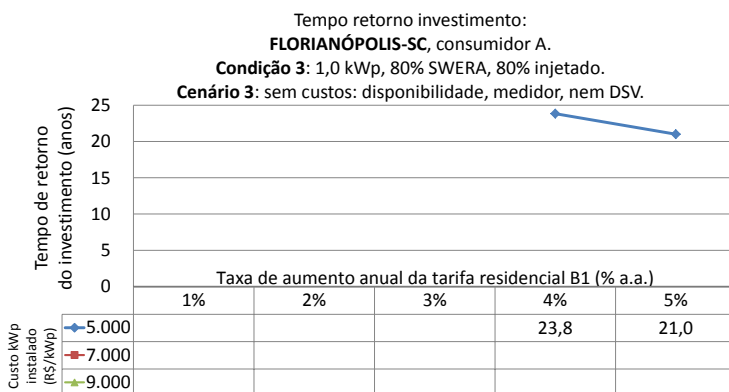 Tempo retorno investimento:
FLORIANÓPOLIS-SC, consumidor A.
Condição 3: 1,0 kWp, 80% SWERA, 80% injetado.
Cenário 3: sem custos: disponibilidade, medidor, nem DSV.
Tempo de retorno
do investimento (anos)
25
20
15
10
5
0
Taxa de aumento anual da tarifa residencial B1 (% a.a.)
1% 2% 3% 4% 5%
Custo kWp
instalado
(R$/kWp)
5.000 23,8 21,0
7.000
9.000